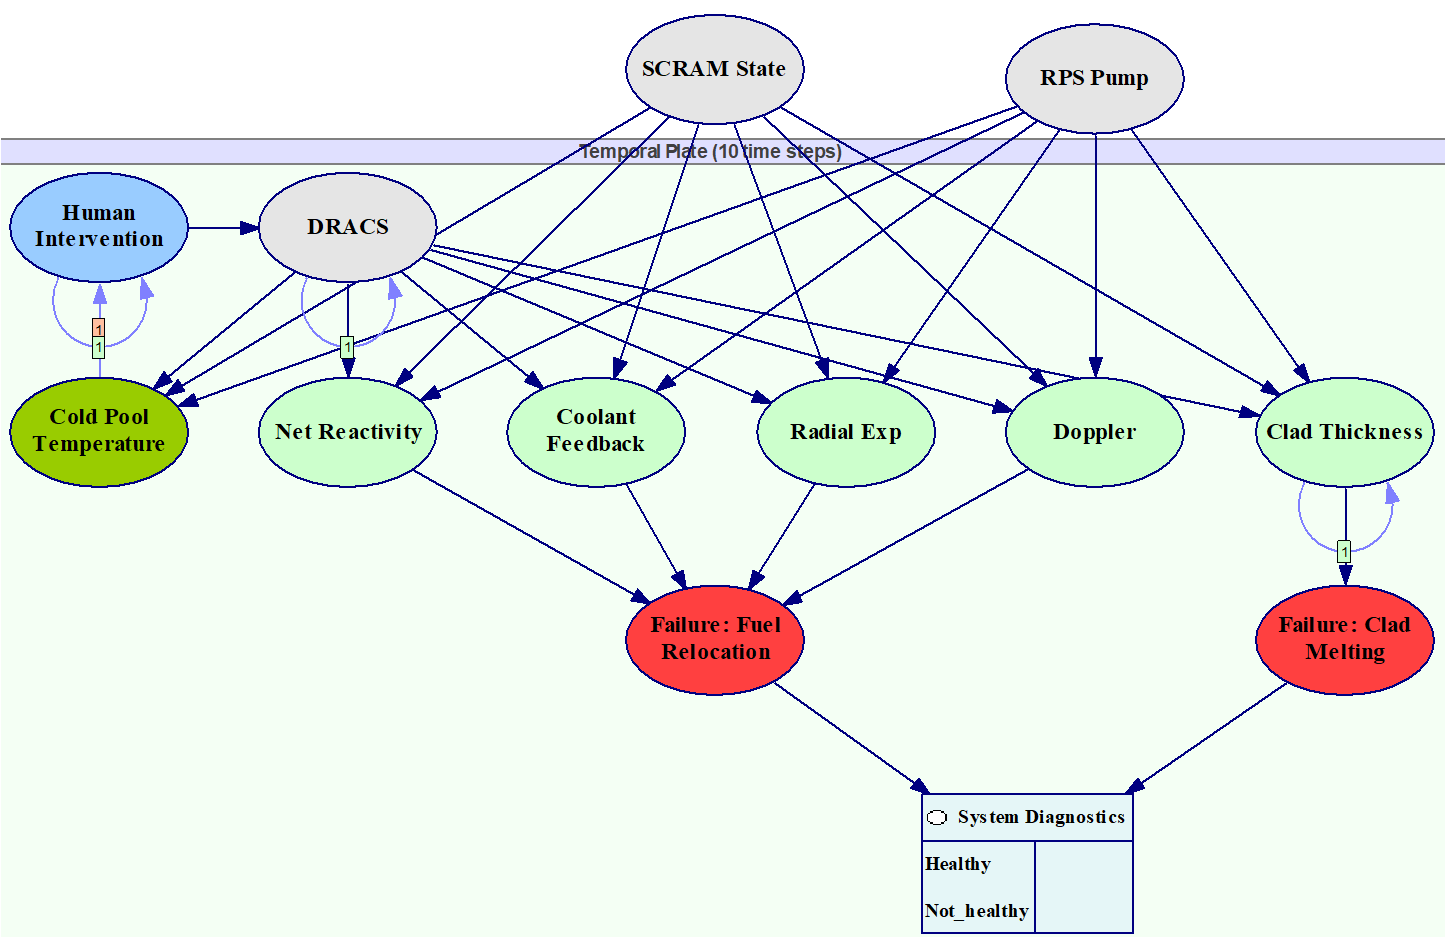 SCRAM State
RPS Pump
Temporal Plate (10 time steps)
Human
Intervention
DRACS
1
1
1
Cold Pool
Temperature
Net Reactivity
Coolant
Feedback
Radial Exp
Doppler
Clad Thickness
1
Failure: Fuel
Relocation
Failure: Clad
Melting
System Diagnostics
Healthy
Not_healthy